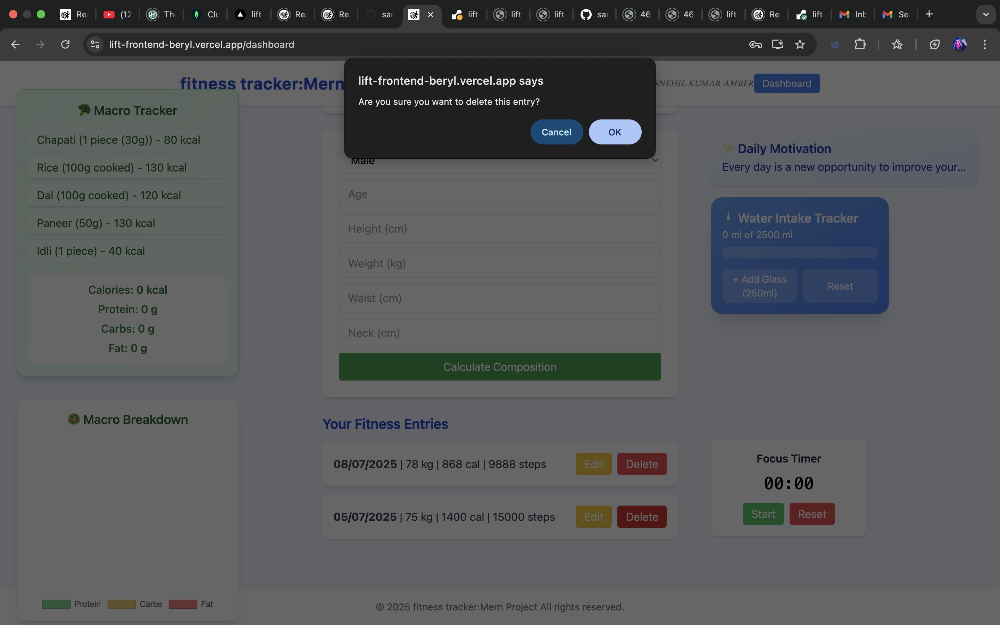 Re
(12
Th
Clu
lift
Re
Re
sar
lift
lift
lift
sar
46
46
lift
Re
lift
Inb
Se
lift-frontend-beryl.vercel.app/dashboard
lift-frontend-beryl.vercel.app says
Are you sure you want to delete this entry?
Cancel
OK
fitness tracker:Mern
SNEHIL KUMAR AMBER
Dashboard
🥦 Macro Tracker
Chapati (1 piece (30g)) - 80 kcal
Rice (100g cooked) - 130 kcal
Dal (100g cooked) - 120 kcal
Paneer (50g) - 130 kcal
Idli (1 piece) - 40 kcal
Calories: 0 kcal
Protein: 0 g
Carbs: 0 g
Fat: 0 g
🥗 Macro Breakdown
Protein
Carbs
Fat
Male
Age
Height (cm)
Weight (kg)
Waist (cm)
Neck (cm)
Calculate Composition
Your Fitness Entries
08/07/2025 | 78 kg | 868 cal | 9888 steps
Edit
Delete
05/07/2025 | 75 kg | 1400 cal | 15000 steps
Edit
Delete
✨ Daily Motivation
Every day is a new opportunity to improve your...
💧 Water Intake Tracker
0 ml of 2500 ml
+ Add Glass
(250ml)
Reset
Focus Timer
00:00
Start
Reset
© 2025 fitness tracker:Mern Project All rights reserved.